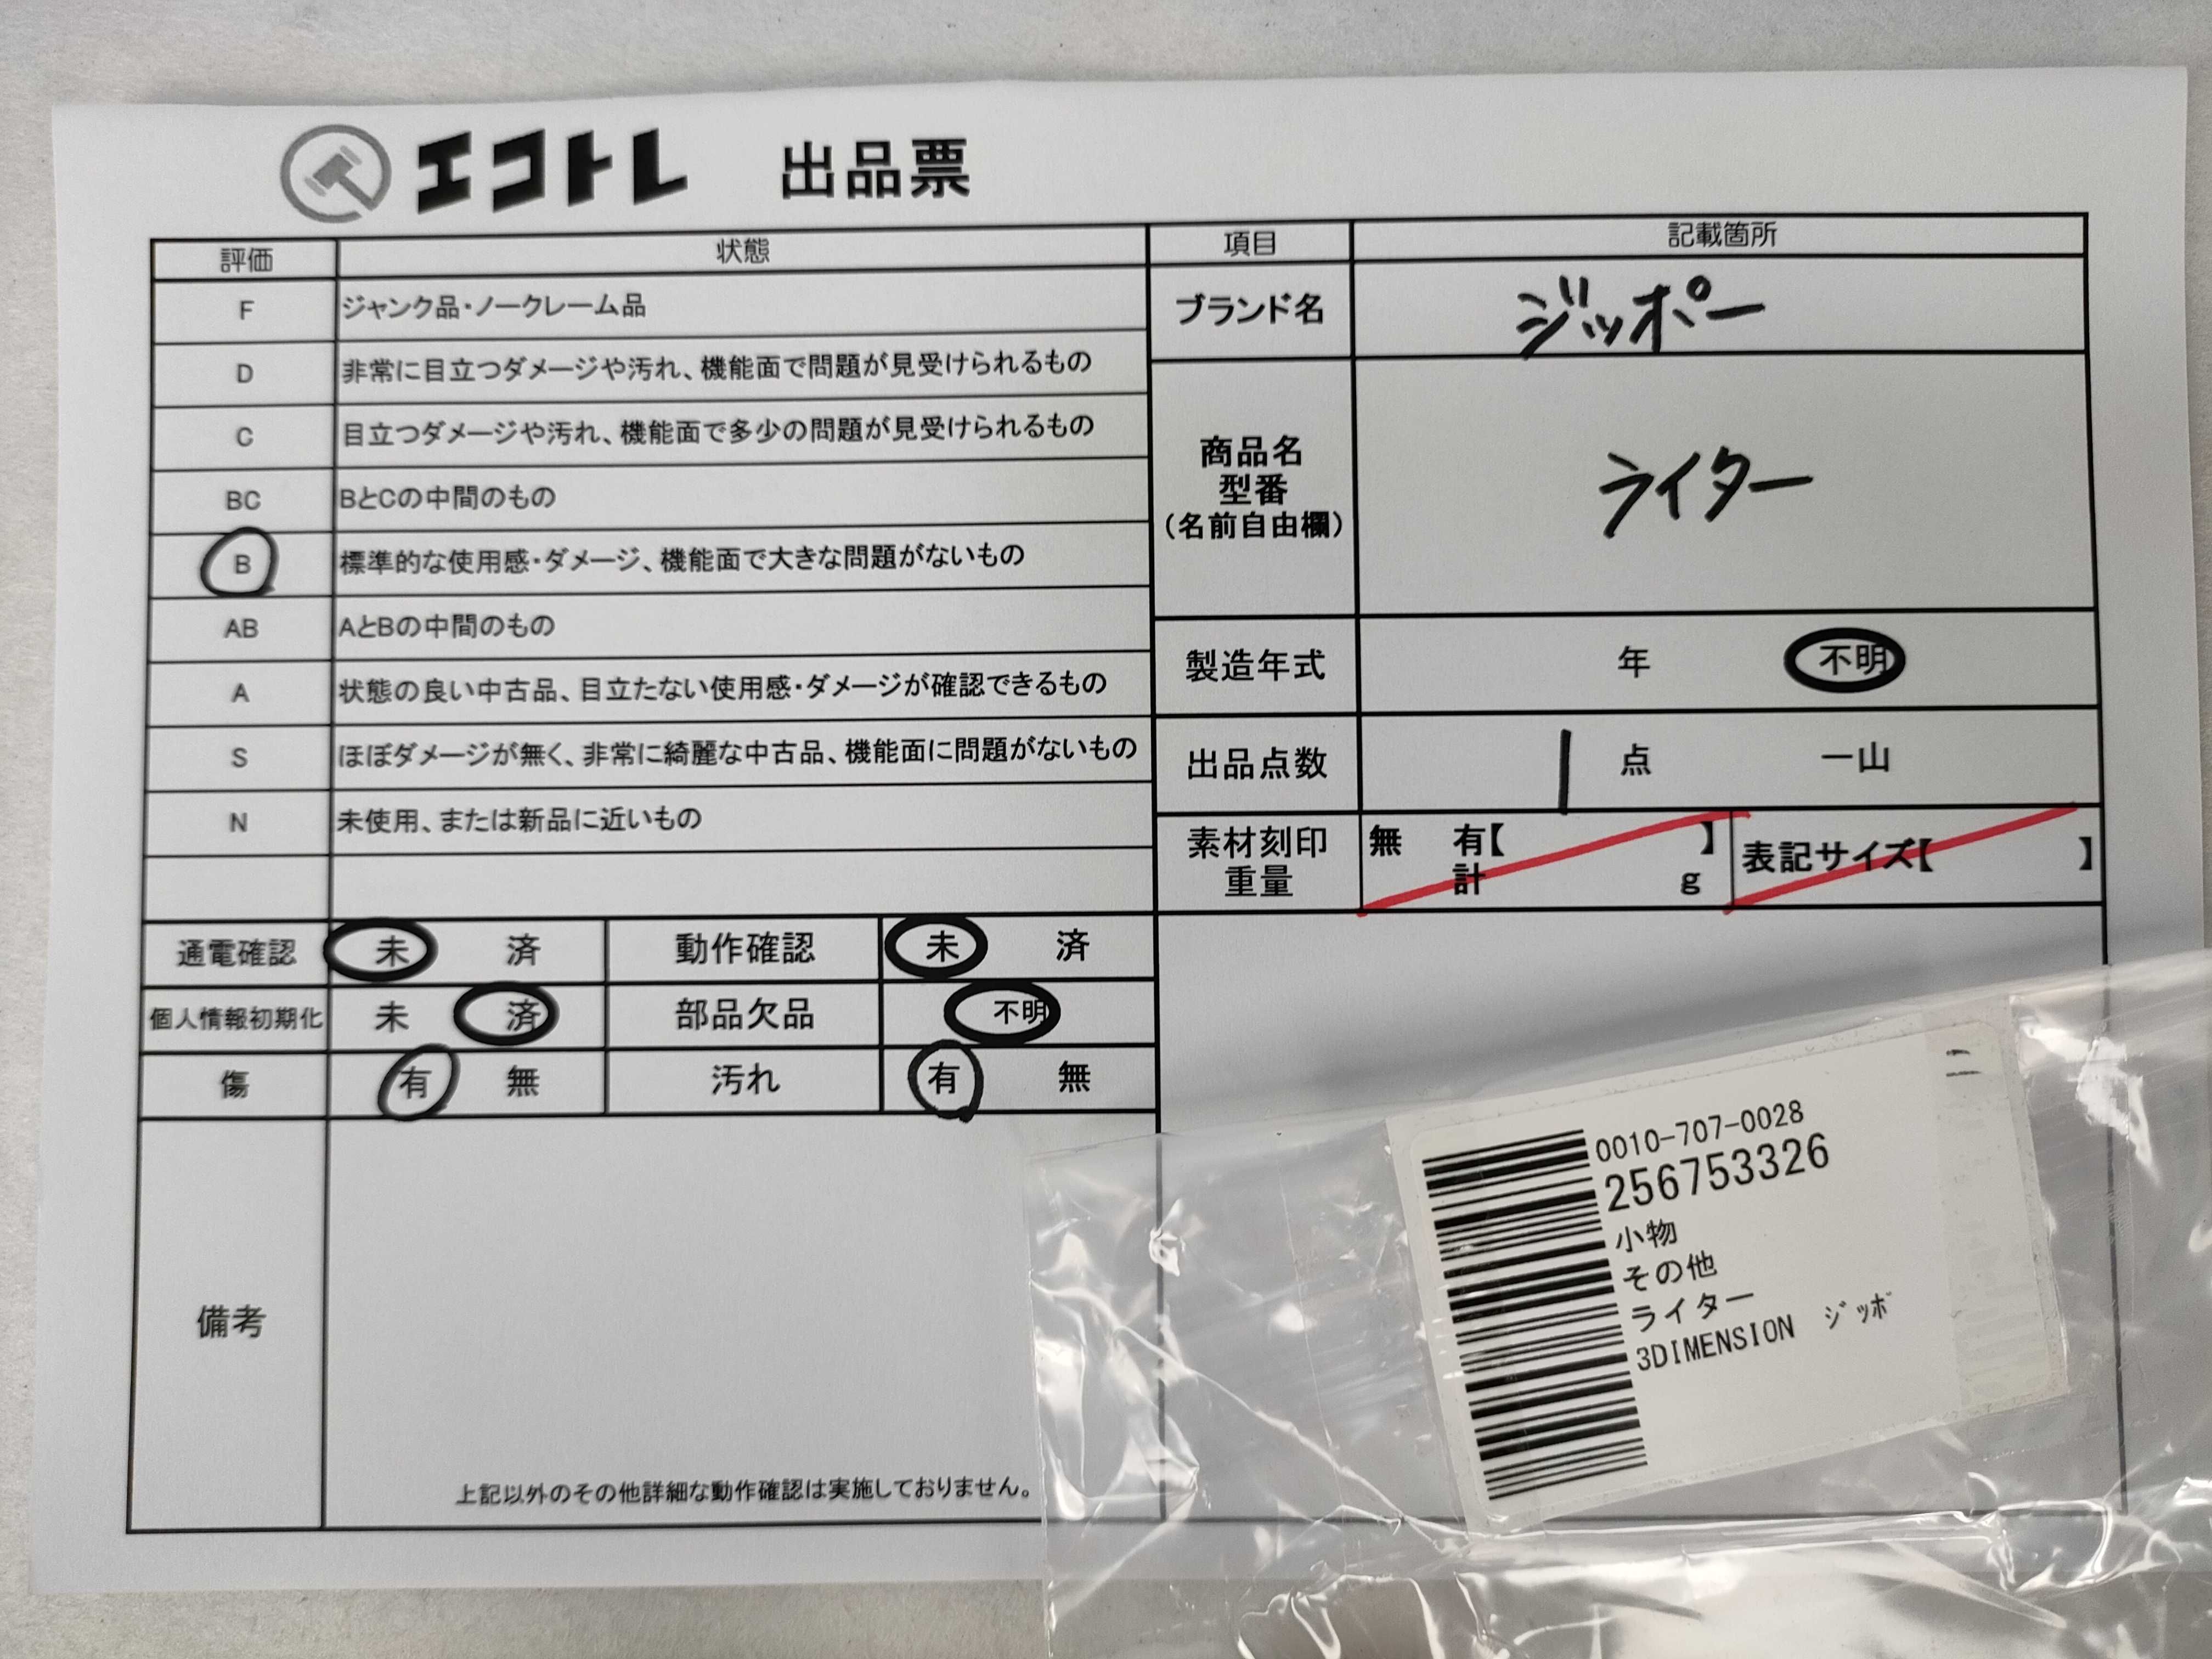 エコトレ 出品票
評価 状態
F ジャンク品・ノークレーム品
D 非常に目立つダメージや汚れ、機能面で問題が見受けられるもの
C 目立つダメージや汚れ、機能面で多少の問題が見受けられるもの
BC BとCの中間のもの
B 標準的な使用感・ダメージ、機能面で大きな問題がないもの
AB AとBの中間のもの
A 状態の良い中古品、目立たない使用感・ダメージが確認できるもの
S ほぼダメージが無く、非常に綺麗な中古品、機能面に問題がないもの
N 未使用、または新品に近いもの
通電確認 未 済 動作確認 未 済
個人情報初期化 未 済 部品欠品 不明
傷 有 無 汚れ 有 無
備考
上記以外のその他詳細な動作確認は実施しておりません。
項目 記載箇所
ブランド名 ジッポー
商品名
型番
(名前自由欄)
ライター
製造年式 年 不明
出品点数 1 点 一山
素材刻印 無 有【 】 表記サイズ【 】
重量 計 g
0010-707-0028
256753326
小物
その他
ライター
3DIMENSION ｼﾞｯﾎﾟ